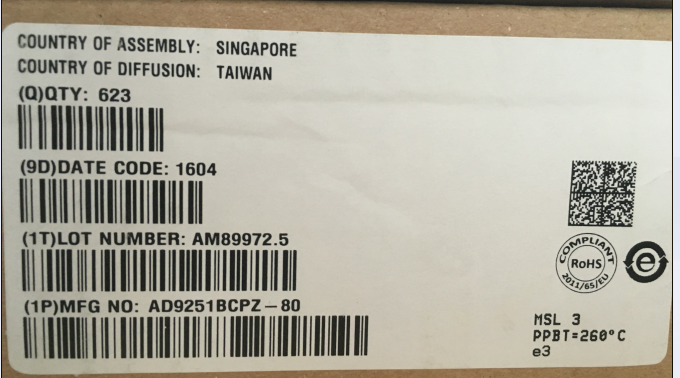 COUNTRY OF ASSEMBLY: SINGAPORE
COUNTRY OF DIFFUSION: TAIWAN
(Q)QTY: 623
(9D)DATE CODE: 1604
(1T)LOT NUMBER: AM89972.5
(1P)MFG NO: AD9251BCPZ-80
COMPLIANT
RoHS
2011/65/EU
e
MSL 3
PPBT=260°C
e3